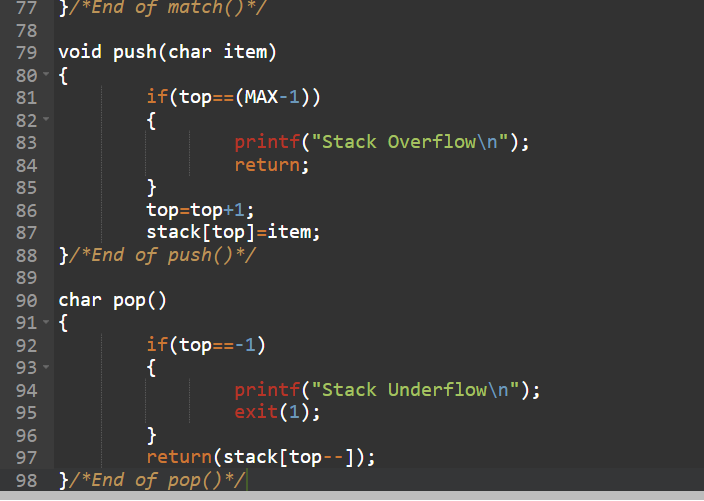 77 }/*End of match()*/
78
79 void push(char item)
80 {
81 if(top==(MAX-1))
82 {
83 printf("Stack Overflow\n");
84 return;
85 }
86 top=top+1;
87 stack[top]=item;
88 }/*End of push()*/
89
90 char pop()
91 {
92 if(top==-1)
93 {
94 printf("Stack Underflow\n");
95 exit(1);
96 }
97 return(stack[top--]);
98 }/*End of pop()*/